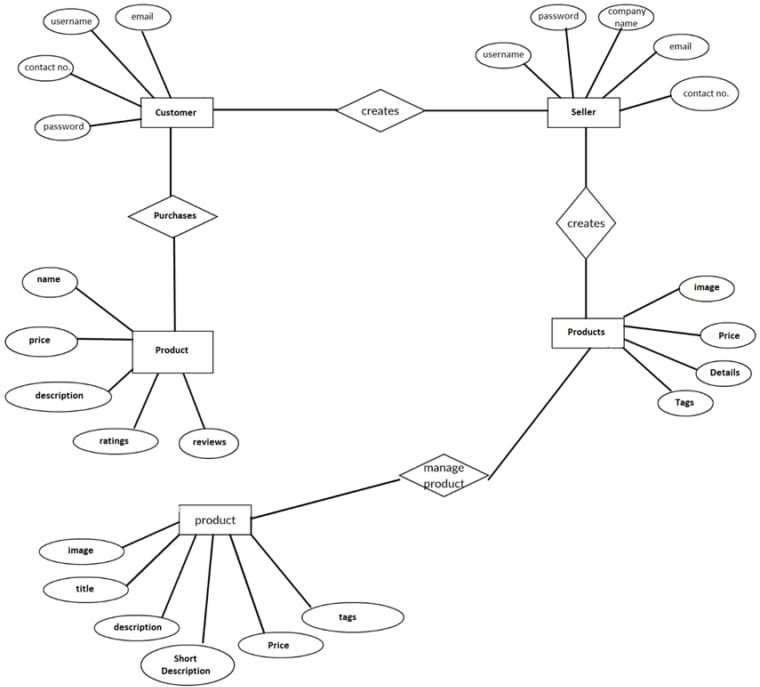 username
email
contact no.
password
Customer
creates
password
company
name
username
email
contact no.
Seller
Purchases
creates
name
price
description
Product
ratings
reviews
image
Products
Price
Details
Tags
manage
product
product
image
title
description
Short
Description
Price
tags